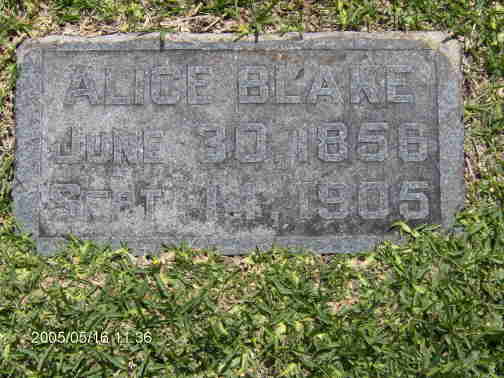 ALICE BLAKE
JUNE 30, 1856
SEPT 14, 1905
2005/05/16 11:36